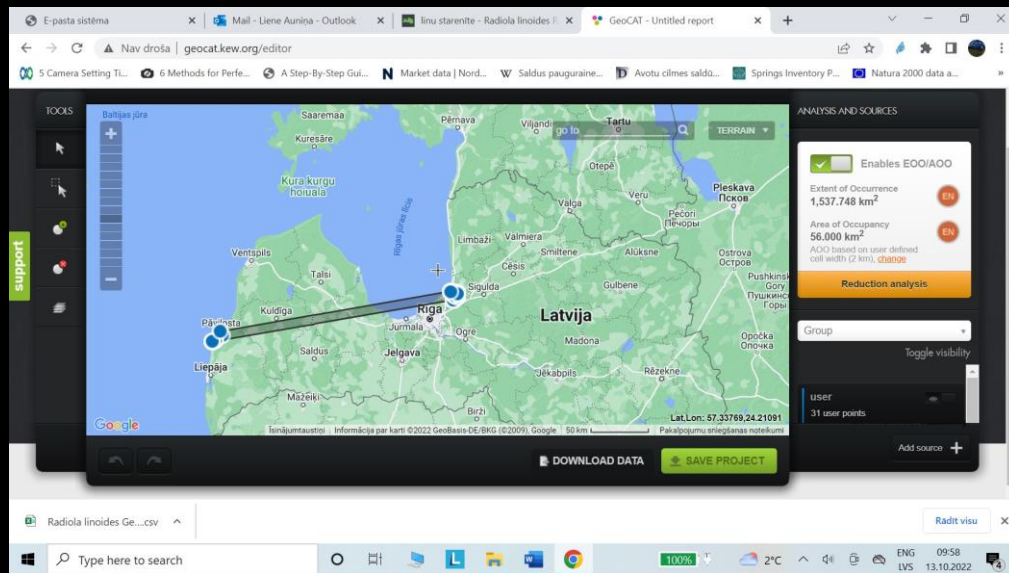 E-pasta sistēma
Mail - Liene Auniņa - Outlook
linu starenīte - Radiola linoides R
GeoCAT - Untitled report
Nav droša | geocat.kew.org/editor
5 Camera Setting Ti...
6 Methods for Perfe...
A Step-By-Step Gui...
Market data | Nord...
Saldus pauguraine...
Avotu cilmes saldū...
Springs Inventory P...
Natura 2000 data a...
»
TOOLS
support
Baltijas jūra
Saaremaa
Kuresāre
Pērnava
Viljandi
go to
Tartu
TERRAIN
Kura kurgu
hoiuala
Otepē
Rīgas jūras līcis
Valga
Veru
Pečori
Печоры
Pleskava
Псков
Limbaži
Valmiera
Smiltene
Alūksne
Ostrova
Остров
Ventspils
Talsi
Cēsis
Sigulda
Gulbene
Pushkinsk
Gory
Пушкинс
Горы
Kuldīga
Pāvilosta
Rīga
Jurmala
Ogre
Latvija
Madona
Opočka
Опочка
Liepāja
Saldus
Jelgava
Jēkabpils
Rēzekne
Mažeiķi
Birži
Lat.Lon: 57.33769,24.21091
Google
Īsinājumtaustiņi
Informācija par karti ©2022 GeoBasis-DE/BKG (©2009), Google
50 km
Pakalpojumu sniegšanas noteikumi
DOWNLOAD DATA
SAVE PROJECT
ANALYSIS AND SOURCES
Enables EOO/AOO
Extent of Occurrence
1,537.748 km2
EN
Area of Occupancy
56.000 km2
EN
AOO based on user defined
cell width (2 km), change
Reduction analysis
Group
Toggle visibility
user
31 user points
Add source +
Radiola linoides Ge....csv
Rādīt visu
Type here to search
L
100%
2°C
ENG
LVS
09:58
13.10.2022
4